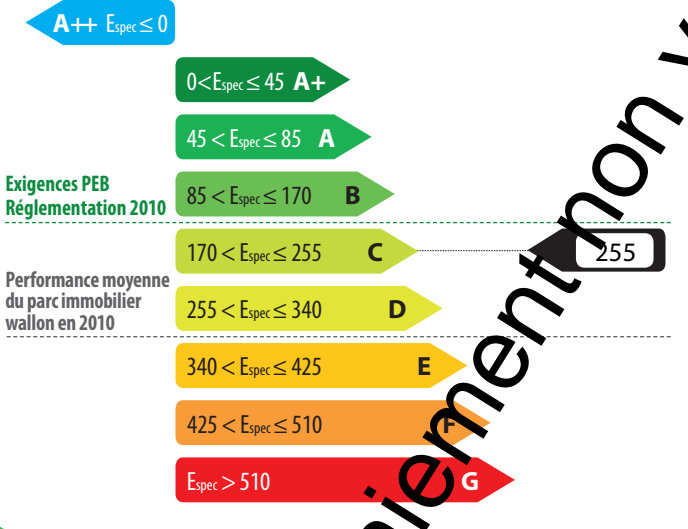 A++ Espec ≤ 0
0<Espec ≤ 45 A+
45 < Espec ≤ 85 A
Exigences PEB
Réglementation 2010
85 < Espec ≤ 170 B
170 < Espec ≤ 255 C
255
Performance moyenne
du parc immobilier
wallon en 2010
255 < Espec ≤ 340 D
340 < Espec ≤ 425 E
425 < Espec ≤ 510 F
Espec > 510 G
non